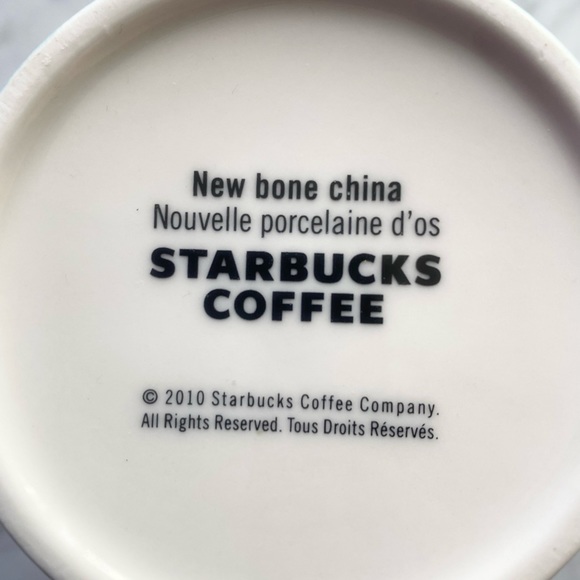 New bone china
Nouvelle porcelaine d'os
STARBUCKS
COFFEE
© 2010 Starbucks Coffee Company.
All Rights Reserved. Tous Droits Réservés.